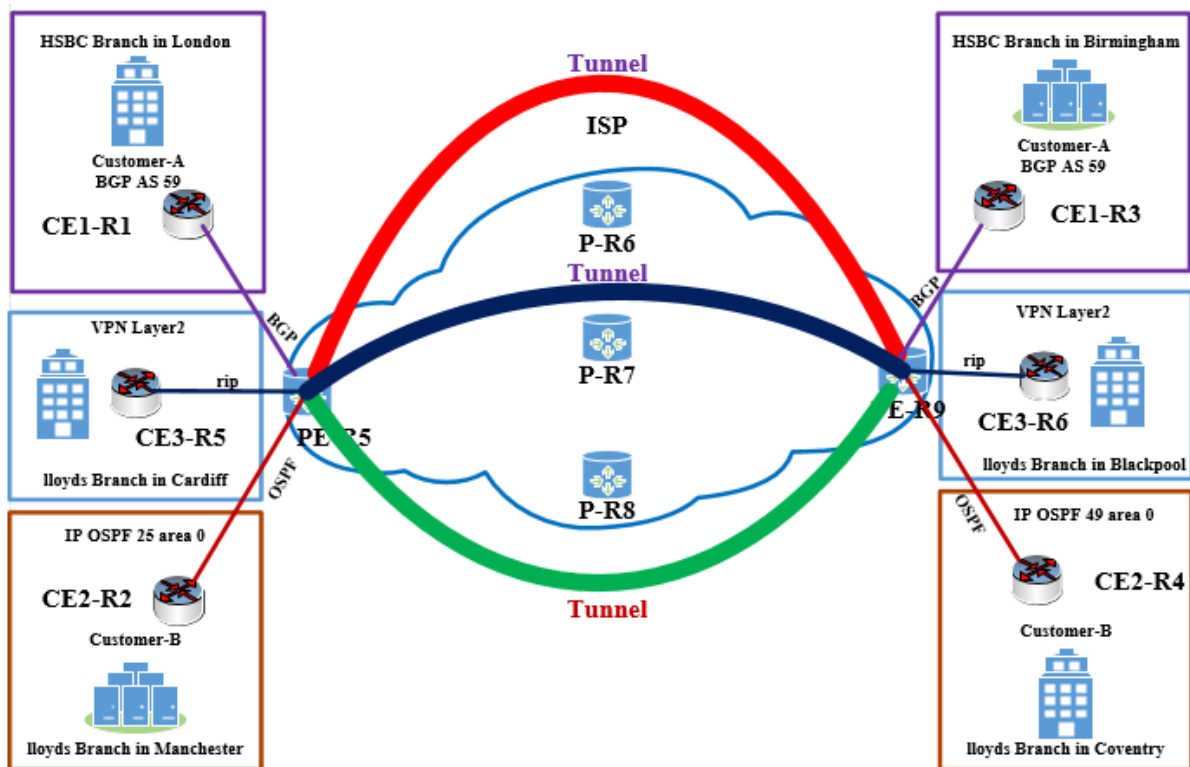 HSBC Branch in London
Customer-A
BGP AS 59
CE1-R1
BGP
VPN Layer2
rip
CE3-R5
lloyds Branch in Cardiff
OSPF
IP OSPF 25 area 0
CE2-R2
Customer-B
lloyds Branch in Manchester
Tunnel
ISP
P-R6
Tunnel
P-R7
P-R8
Tunnel
PE-R5
E-R9
HSBC Branch in Birmingham
Customer-A
BGP AS 59
CE1-R3
BGP
VPN Layer2
rip
CE3-R6
lloyds Branch in Blackpool
OSPF
IP OSPF 49 area 0
CE2-R4
Customer-B
lloyds Branch in Coventry